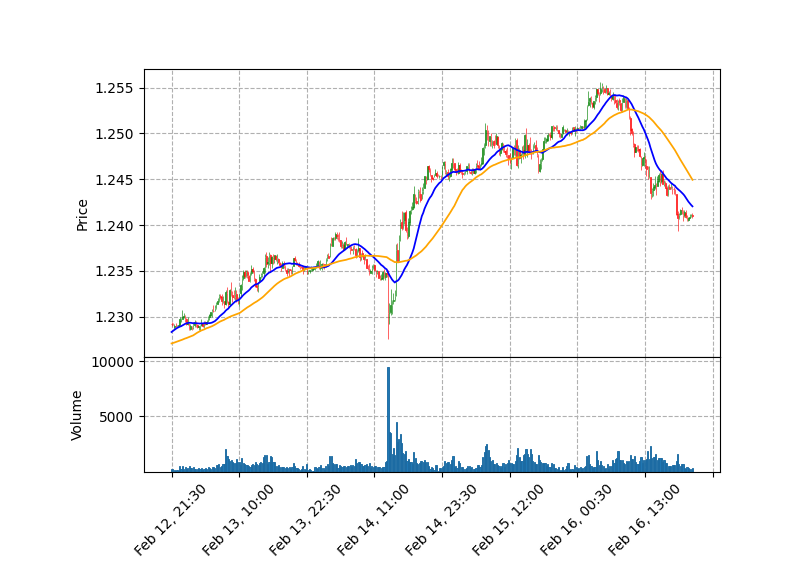 1.255
1.250
1.245
1.240
1.235
1.230
Price
10000
5000
Volume
Feb 12, 21:30
Feb 13, 10:00
Feb 13, 22:30
Feb 14, 11:00
Feb 14, 23:30
Feb 15, 12:00
Feb 16, 00:30
Feb 16, 13:00